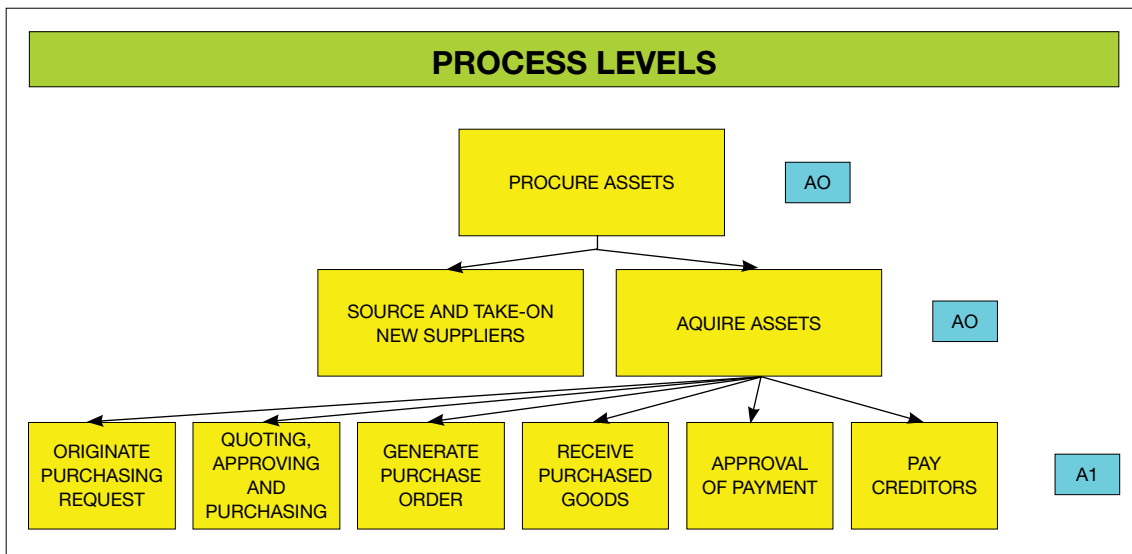 PROCESS LEVELS
PROCURE ASSETS
AO
SOURCE AND TAKE-ON
NEW SUPPLIERS
AQUIRE ASSETS
AO
ORIGINATE
PURCHASING
REQUEST
QUOTING,
APPROVING
AND
PURCHASING
GENERATE
PURCHASE
ORDER
RECEIVE
PURCHASED
GOODS
APPROVAL
OF PAYMENT
PAY
CREDITORS
A1